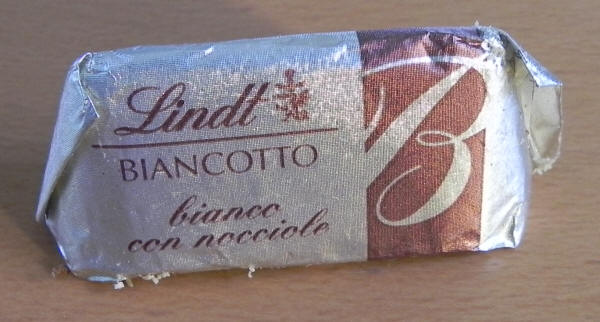 Lindt
BIANCOTTO
bianco
con nocciole
B